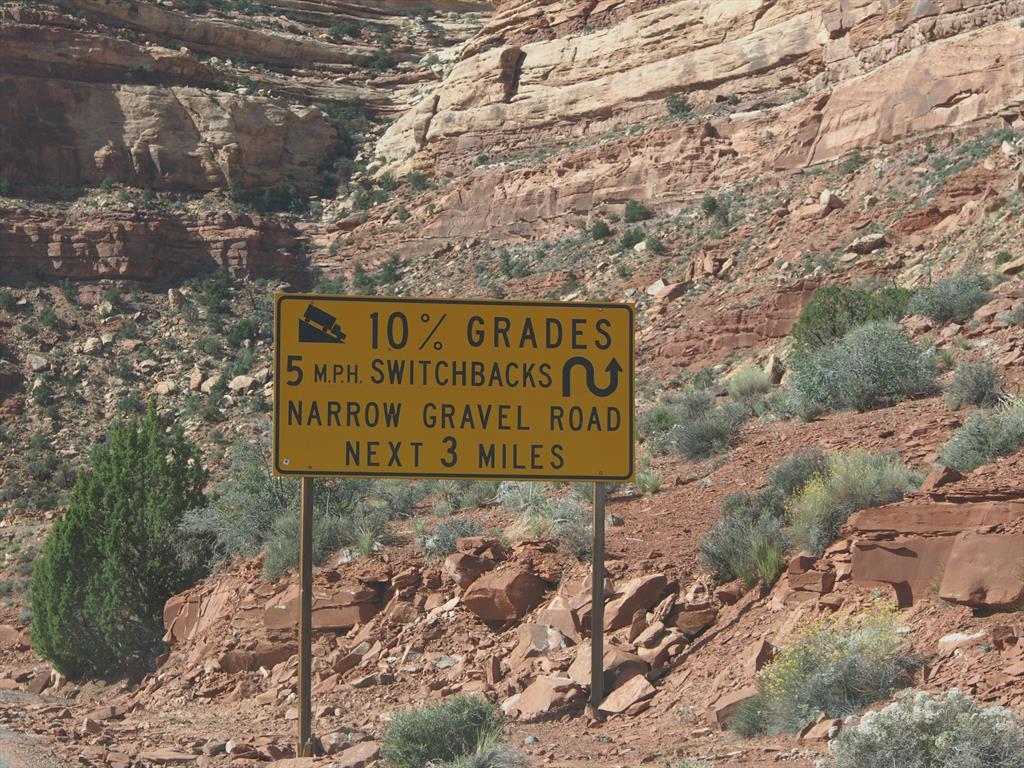 10% GRADES
5 M.P.H. SWITCHBACKS
NARROW GRAVEL ROAD
NEXT 3 MILES